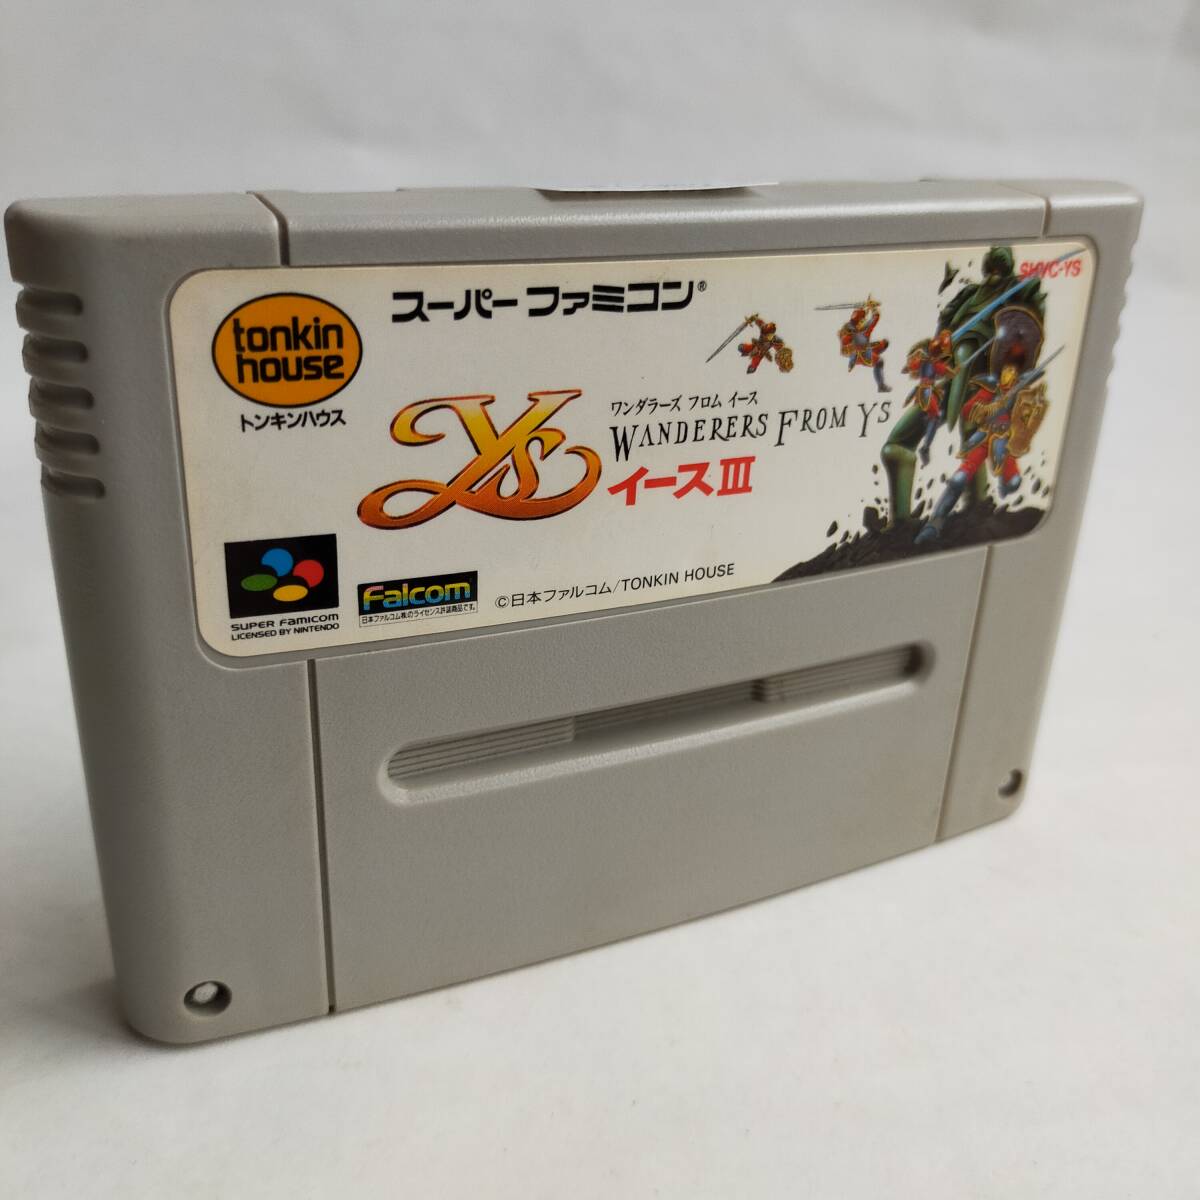 スーパーファミコン®
SHVC-YS
tonkin
house
トンキンハウス
Ys
ワンダラーズ フロム イース
WANDERERS FROM YS
イースIII
SUPER FAMICOM
LICENSED BY NINTENDO
Falcom
日本ファルコム㈱のライセンス許諾商品です。
©日本ファルコム/TONKIN HOUSE